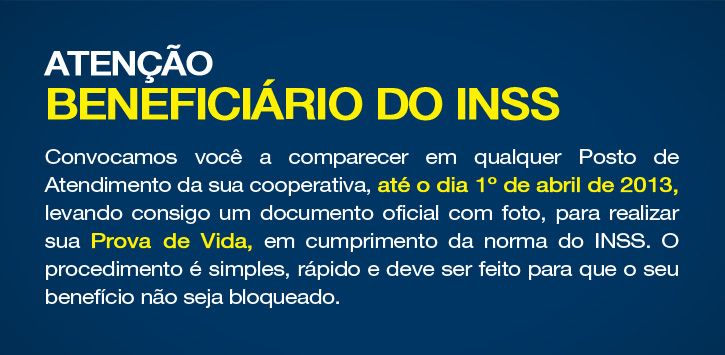 ATENÇÃO
BENEFICIÁRIO DO INSS
Convocamos você a comparecer em qualquer Posto de
Atendimento da sua cooperativa, até o dia 1º de abril de 2013,
levando consigo um documento oficial com foto, para realizar
sua Prova de Vida, em cumprimento da norma do INSS. O
procedimento é simples, rápido e deve ser feito para que o seu
benefício não seja bloqueado.